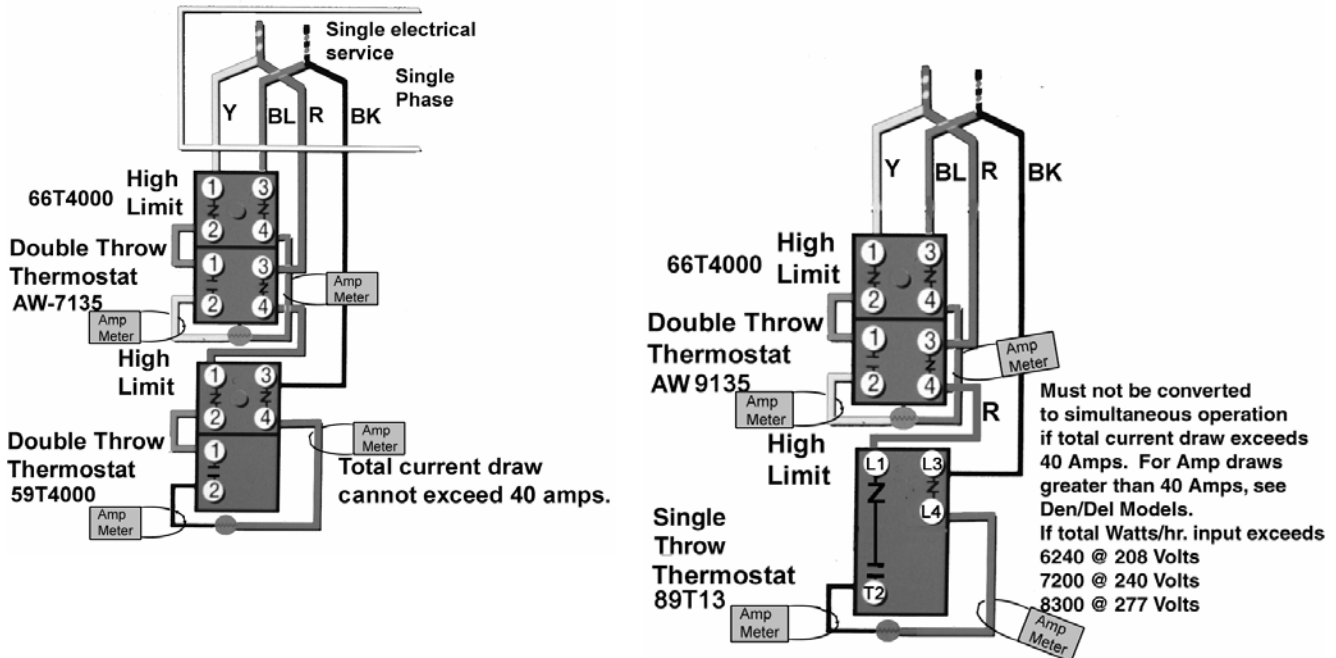 Single electrical
service
Single
Phase
Y
BL
R
BK
66T4000
High
Limit
1
3
2
4
Double Throw
Thermostat
AW-7135
1
3
2
4
Amp
Meter
Amp
Meter
High
Limit
1
3
2
4
Double Throw
Thermostat
59T4000
1
2
Amp
Meter
Amp
Meter
Total current draw
cannot exceed 40 amps.
Y
BL
R
BK
66T4000
High
Limit
1
3
2
4
Double Throw
Thermostat
AW 9135
1
3
2
4
Amp
Meter
Amp
Meter
R
High
Limit
L1
L3
L4
T2
Single
Throw
Thermostat
89T13
Amp
Meter
Amp
Meter
Must not be converted
to simultaneous operation
if total current draw exceeds
40 Amps. For Amp draws
greater than 40 Amps, see
Den/Del Models.
If total Watts/hr. input exceeds
6240 @ 208 Volts
7200 @ 240 Volts
8300 @ 277 Volts